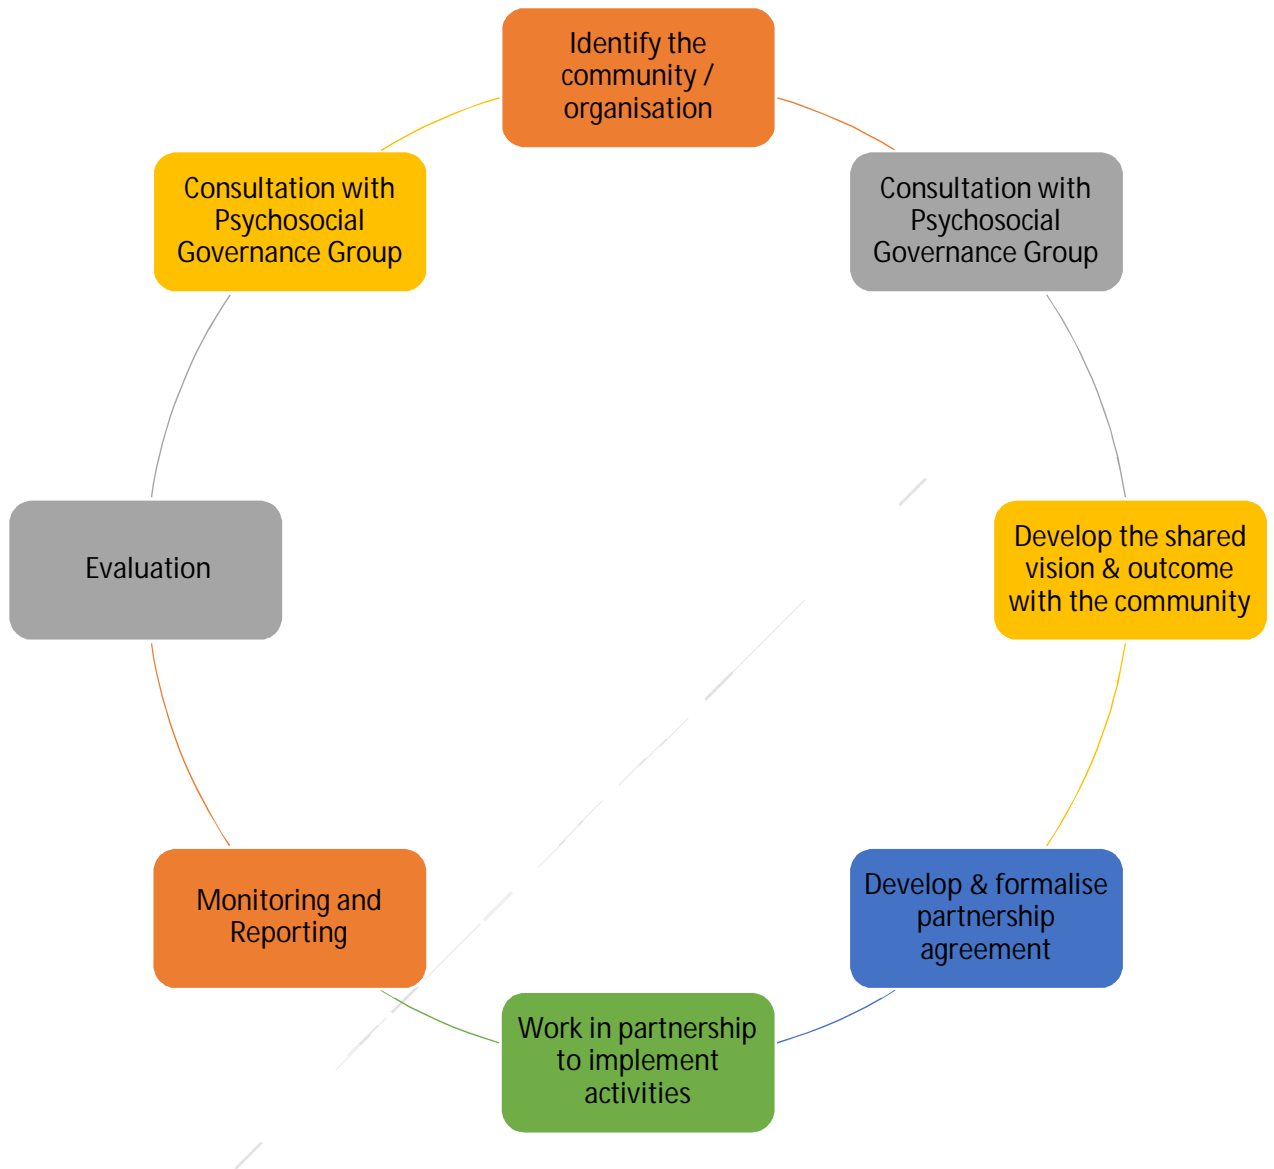 Identify the
community /
organisation
Consultation with
Psychosocial
Governance Group
Develop the shared
vision & outcome
with the community
Develop & formalise
partnership
agreement
Work in partnership
to implement
activities
Monitoring and
Reporting
Evaluation
Consultation with
Psychosocial
Governance Group